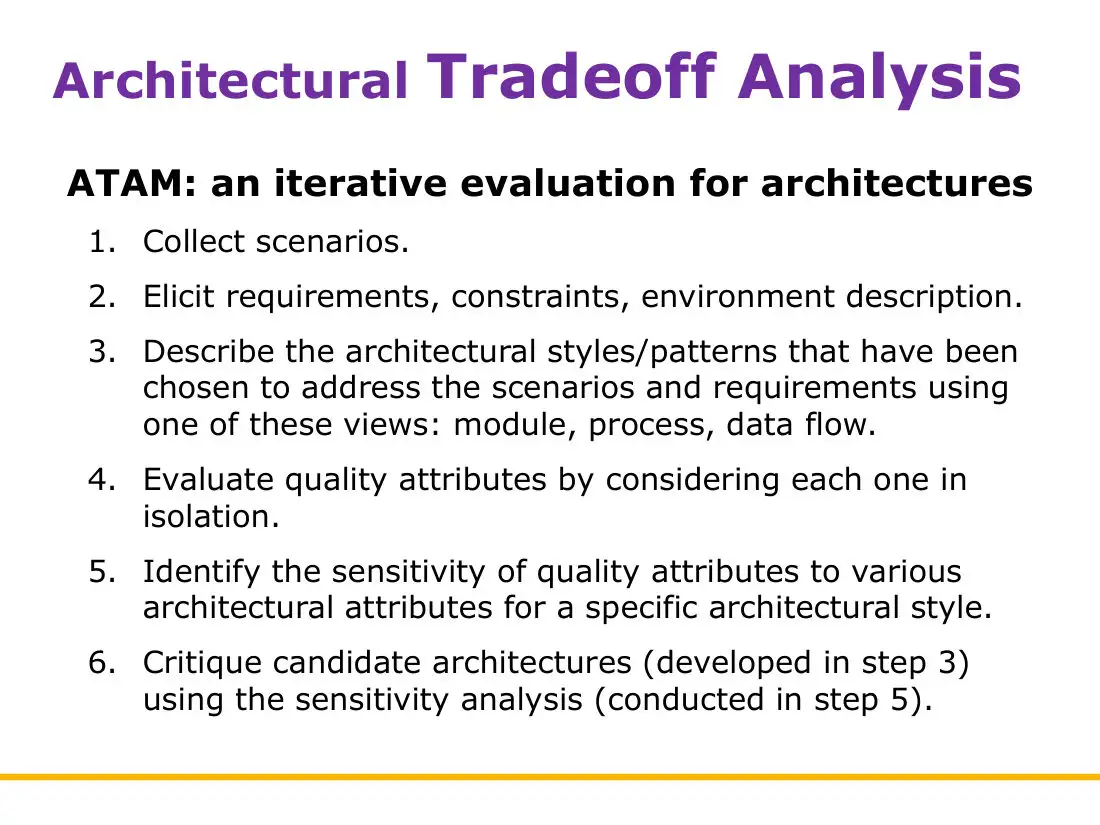 Architectural Tradeoff Analysis
ATAM: an iterative evaluation for architectures
1. Collect scenarios.
2. Elicit requirements, constraints, environment description.
3. Describe the architectural styles/patterns that have been
chosen to address the scenarios and requirements using
one of these views: module, process, data flow.
4. Evaluate quality attributes by considering each one in
isolation.
5. Identify the sensitivity of quality attributes to various
architectural attributes for a specific architectural style.
6. Critique candidate architectures (developed in step 3)
using the sensitivity analysis (conducted in step 5).